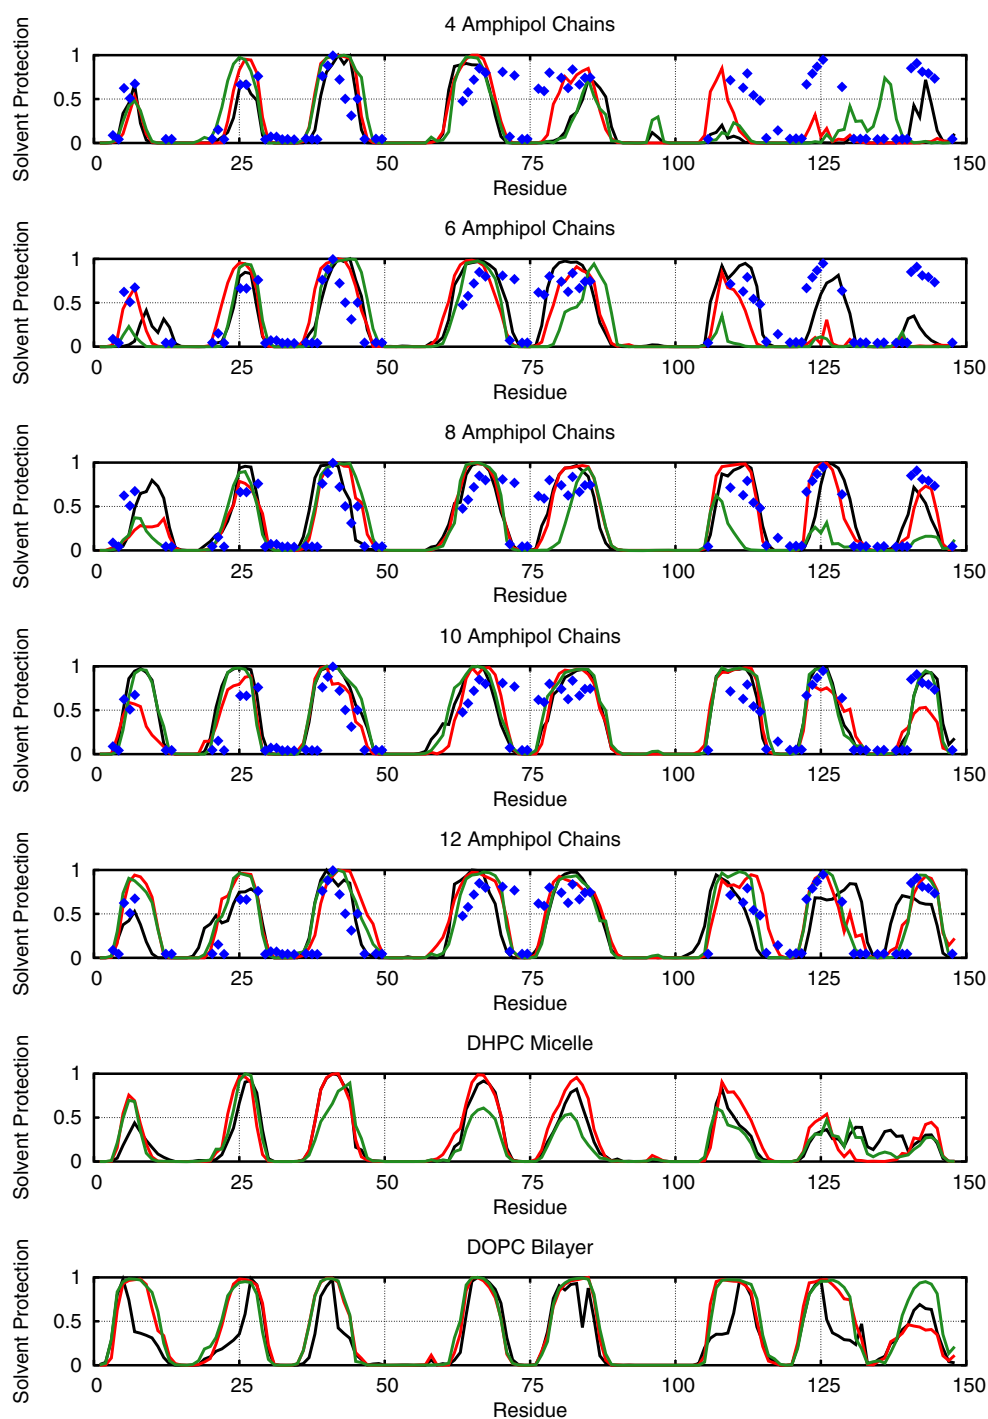 4 Amphipol Chains
Solvent Protection
1
0.5
0
0 25 50 75 100 125 150
Residue
6 Amphipol Chains
Solvent Protection
1
0.5
0
0 25 50 75 100 125 150
Residue
8 Amphipol Chains
Solvent Protection
1
0.5
0
0 25 50 75 100 125 150
Residue
10 Amphipol Chains
Solvent Protection
1
0.5
0
0 25 50 75 100 125 150
Residue
12 Amphipol Chains
Solvent Protection
1
0.5
0
0 25 50 75 100 125 150
Residue
DHPC Micelle
Solvent Protection
1
0.5
0
0 25 50 75 100 125 150
Residue
DOPC Bilayer
Solvent Protection
1
0.5
0
0 25 50 75 100 125 150
Residue